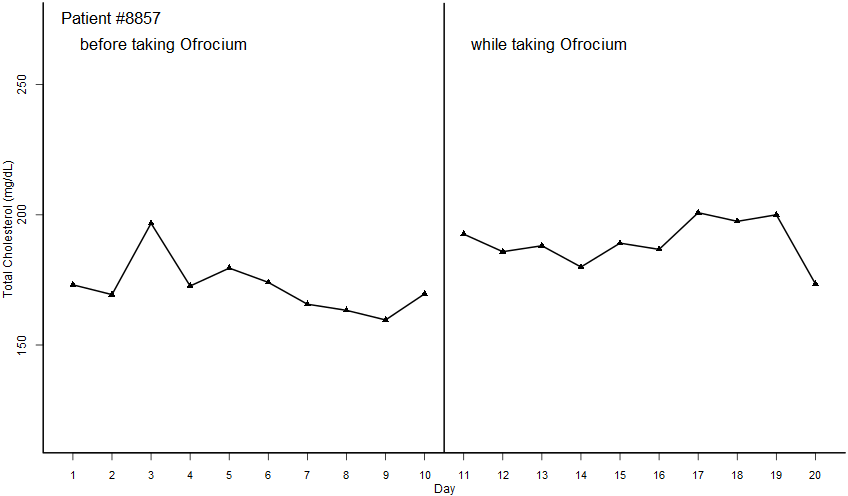 Patient #8857
before taking Ofrocium
while taking Ofrocium
Total Cholesterol (mg/dL)
250
200
150
1 2 3 4 5 6 7 8 9 10 11 12 13 14 15 16 17 18 19 20
Day